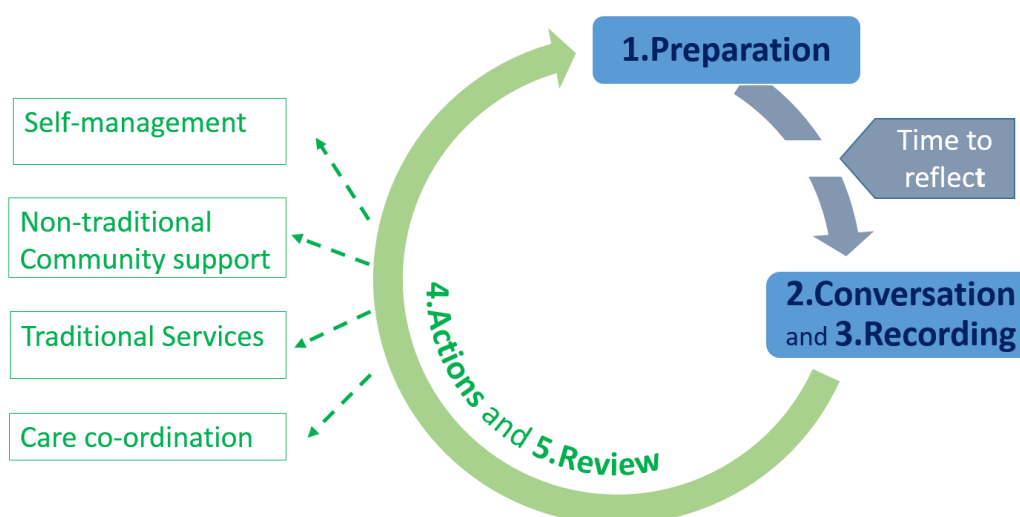 1.Preparation
Time to
reflect
2.Conversation
and 3.Recording
4.Actions and 5.Review
Self-management
Non-traditional
Community support
Traditional Services
Care co-ordination